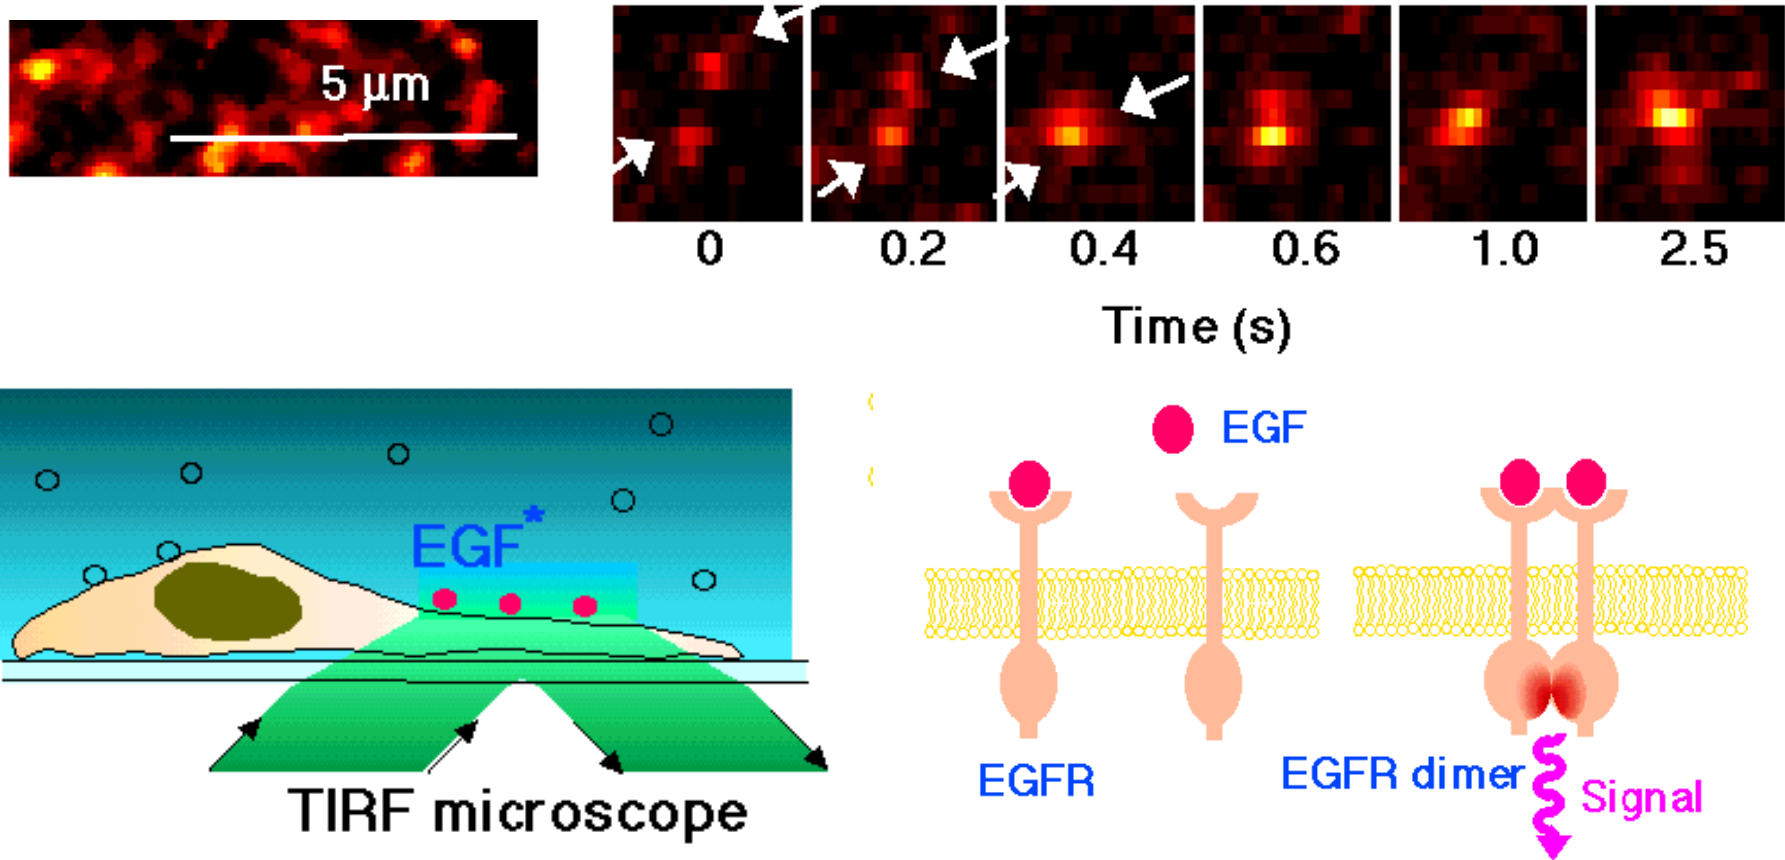 5 μm
0 0.2 0.4 0.6 1.0 2.5
Time (s)
EGF*
TIRF microscope
EGF
EGFR
EGFR dimer
Signal